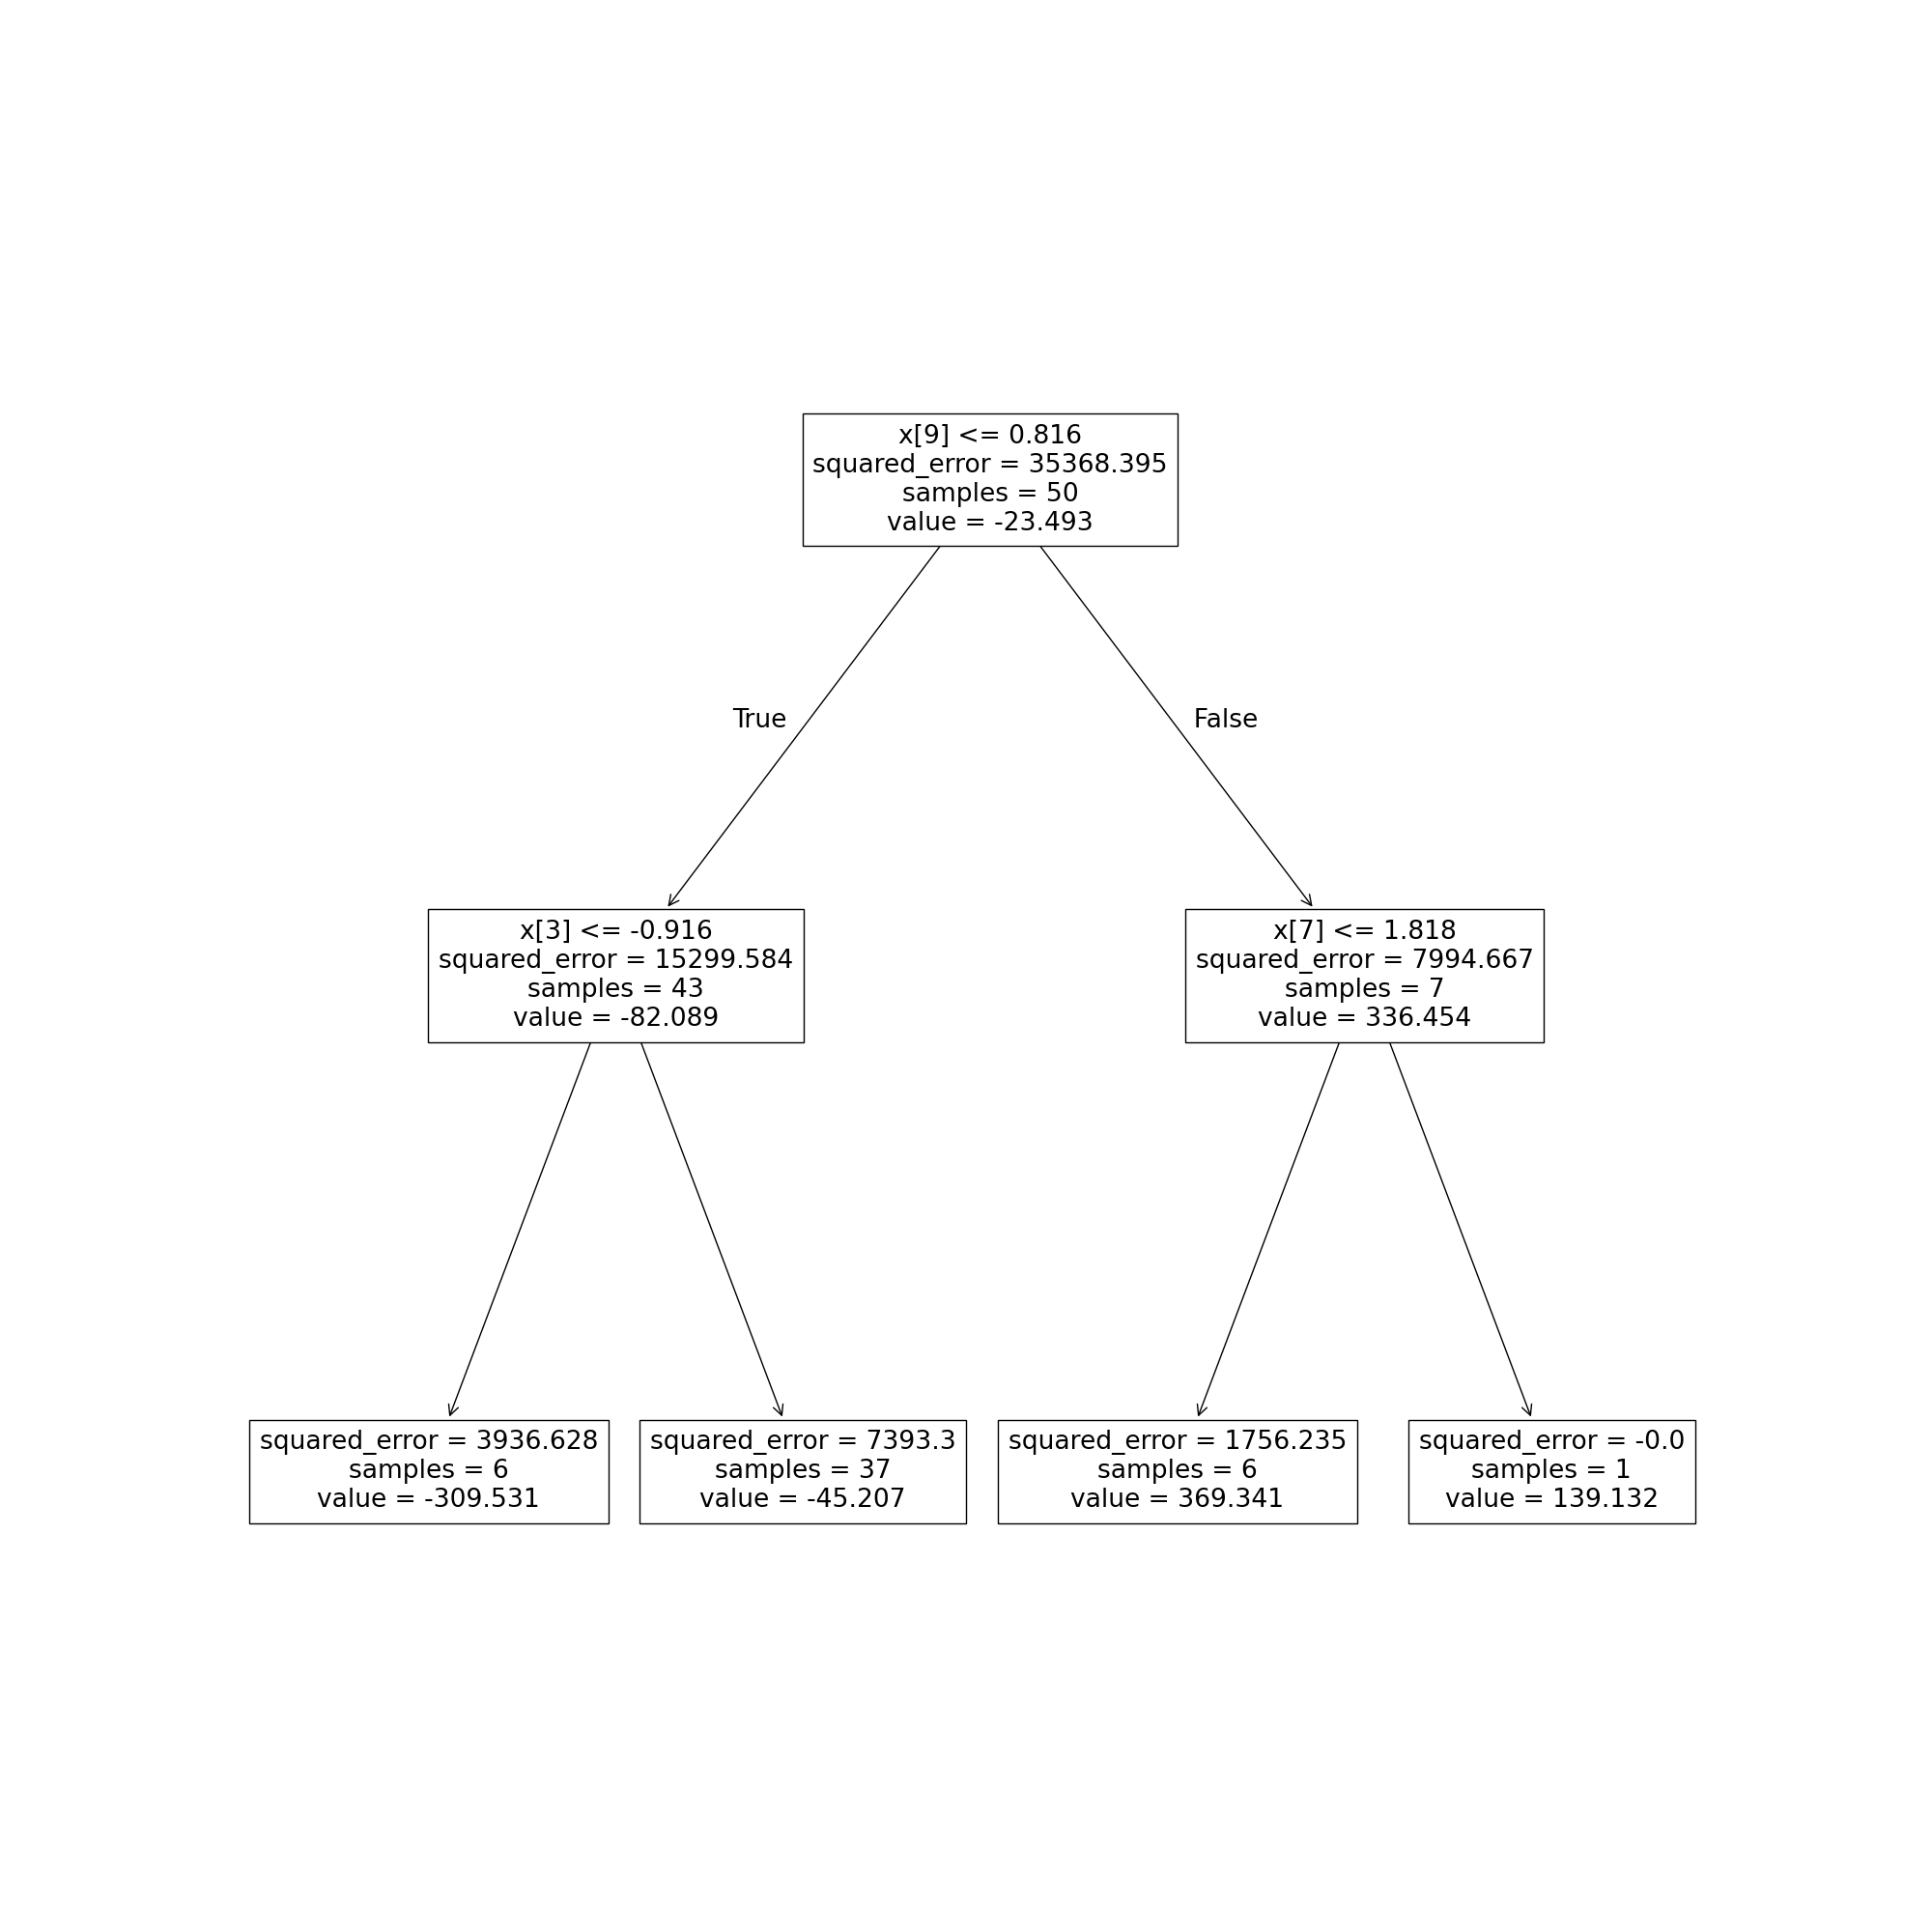 x[9] <= 0.816
squared_error = 35368.395
samples = 50
value = -23.493
True
False
x[3] <= -0.916
squared_error = 15299.584
samples = 43
value = -82.089
x[7] <= 1.818
squared_error = 7994.667
samples = 7
value = 336.454
squared_error = 3936.628
samples = 6
value = -309.531
squared_error = 7393.3
samples = 37
value = -45.207
squared_error = 1756.235
samples = 6
value = 369.341
squared_error = -0.0
samples = 1
value = 139.132